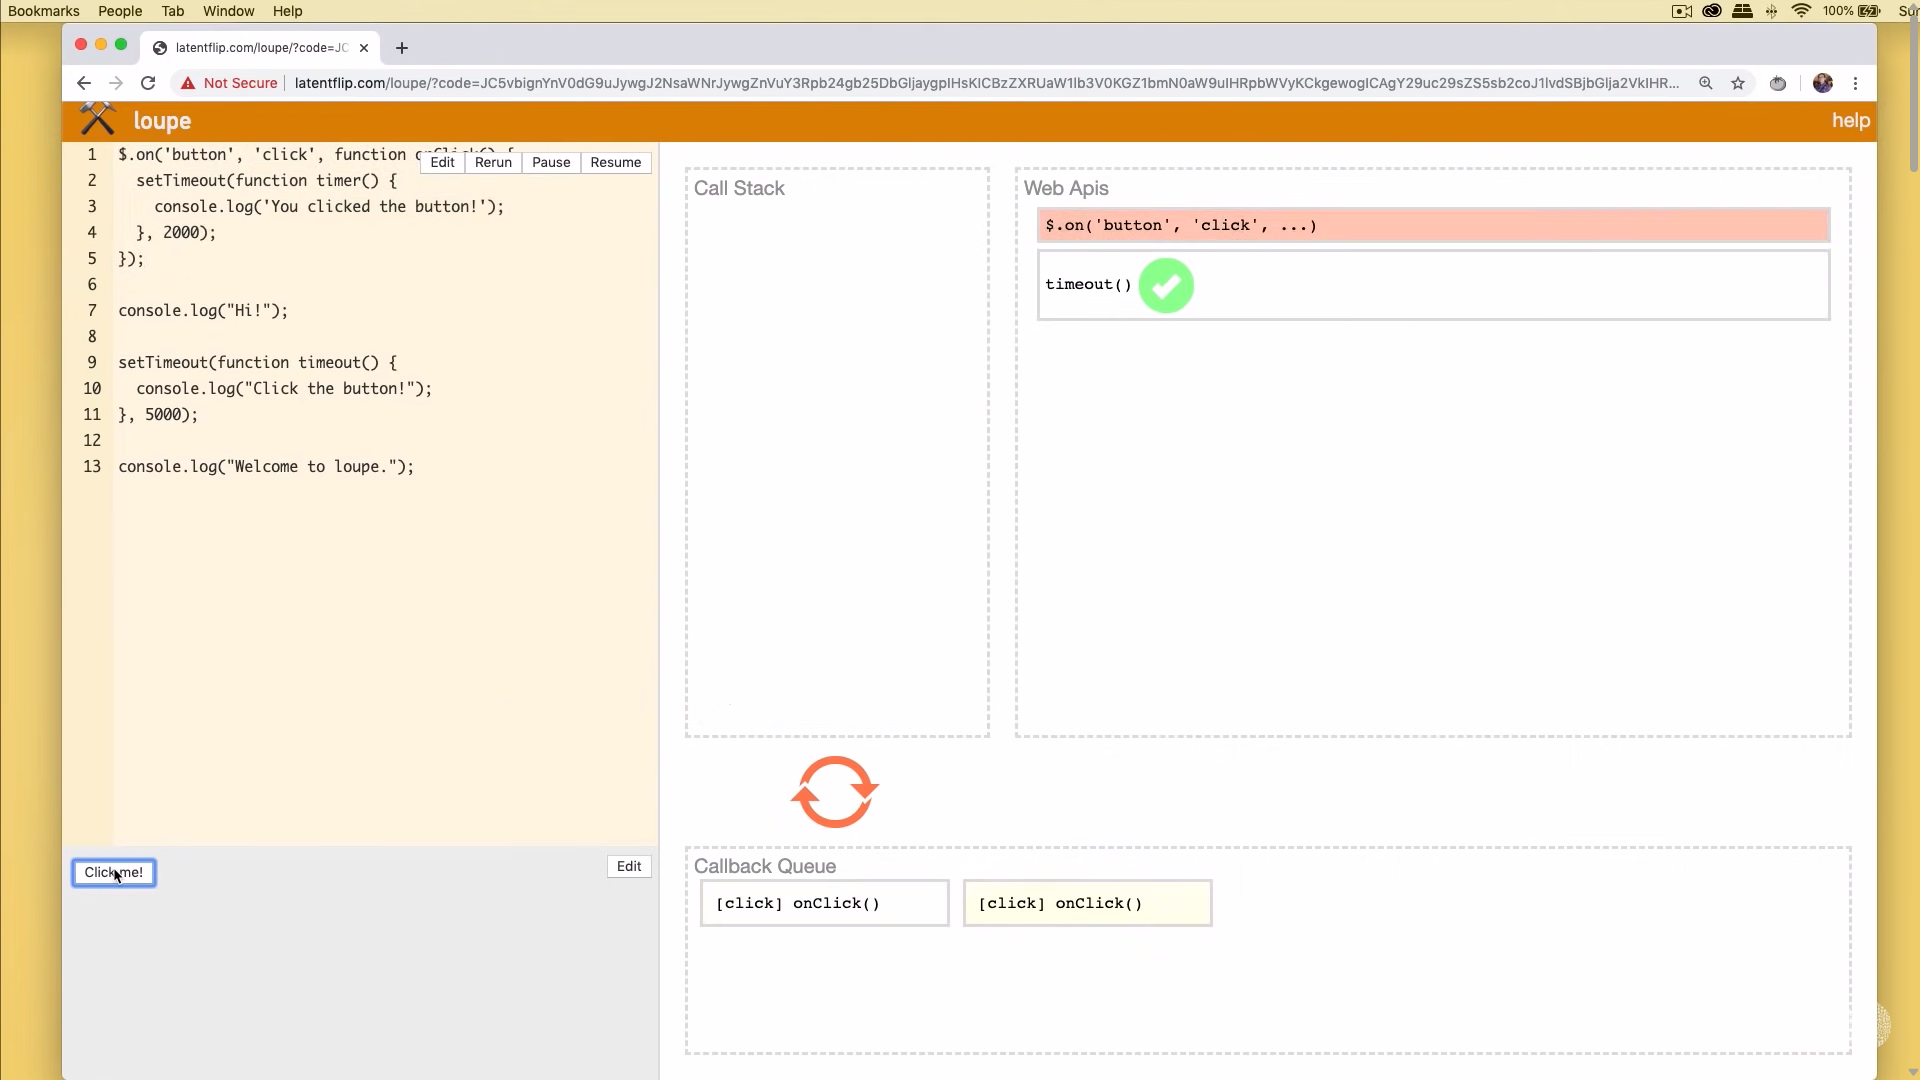 Bookmarks People Tab Window Help 100%
latentflip.com/loupe/?code=JC
Not Secure latentflip.com/loupe/?code=JC5vbignYnV0dG9uJywgJ2NsaWNrJywgZnVuY3Rpb24gb25DbGljaygpIHsKICBzZXRUaW1lb3V0KGZ1bmN0aW9uIHRpbWVyKCkgewogICAgY29uc29sZS5sb2coJ1lvdSBjbGlja2VkIHR...
loupe help
1 $.on('button', 'click', function onClick() {
Edit Rerun Pause Resume
2 setTimeout(function timer() {
3 console.log('You clicked the button!');
4 }, 2000);
5 });
6
7 console.log("Hi!");
8
9 setTimeout(function timeout() {
10 console.log("Click the button!");
11 }, 5000);
12
13 console.log("Welcome to loupe.");
Click me!
Edit
Call Stack
Web Apis
$.on('button', 'click', ...)
timeout()
Callback Queue
[click] onClick() [click] onClick()